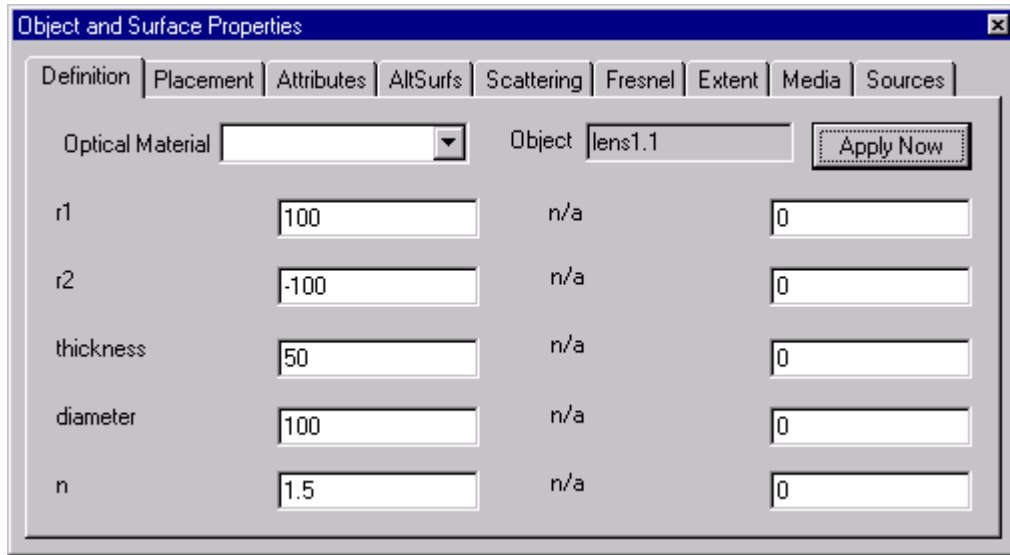 Object and Surface Properties
Definition Placement Attributes AltSurfs Scattering Fresnel Extent Media Sources
Optical Material Object lens1.1 Apply Now
r1 100 n/a 0
r2 -100 n/a 0
thickness 50 n/a 0
diameter 100 n/a 0
n 1.5 n/a 0